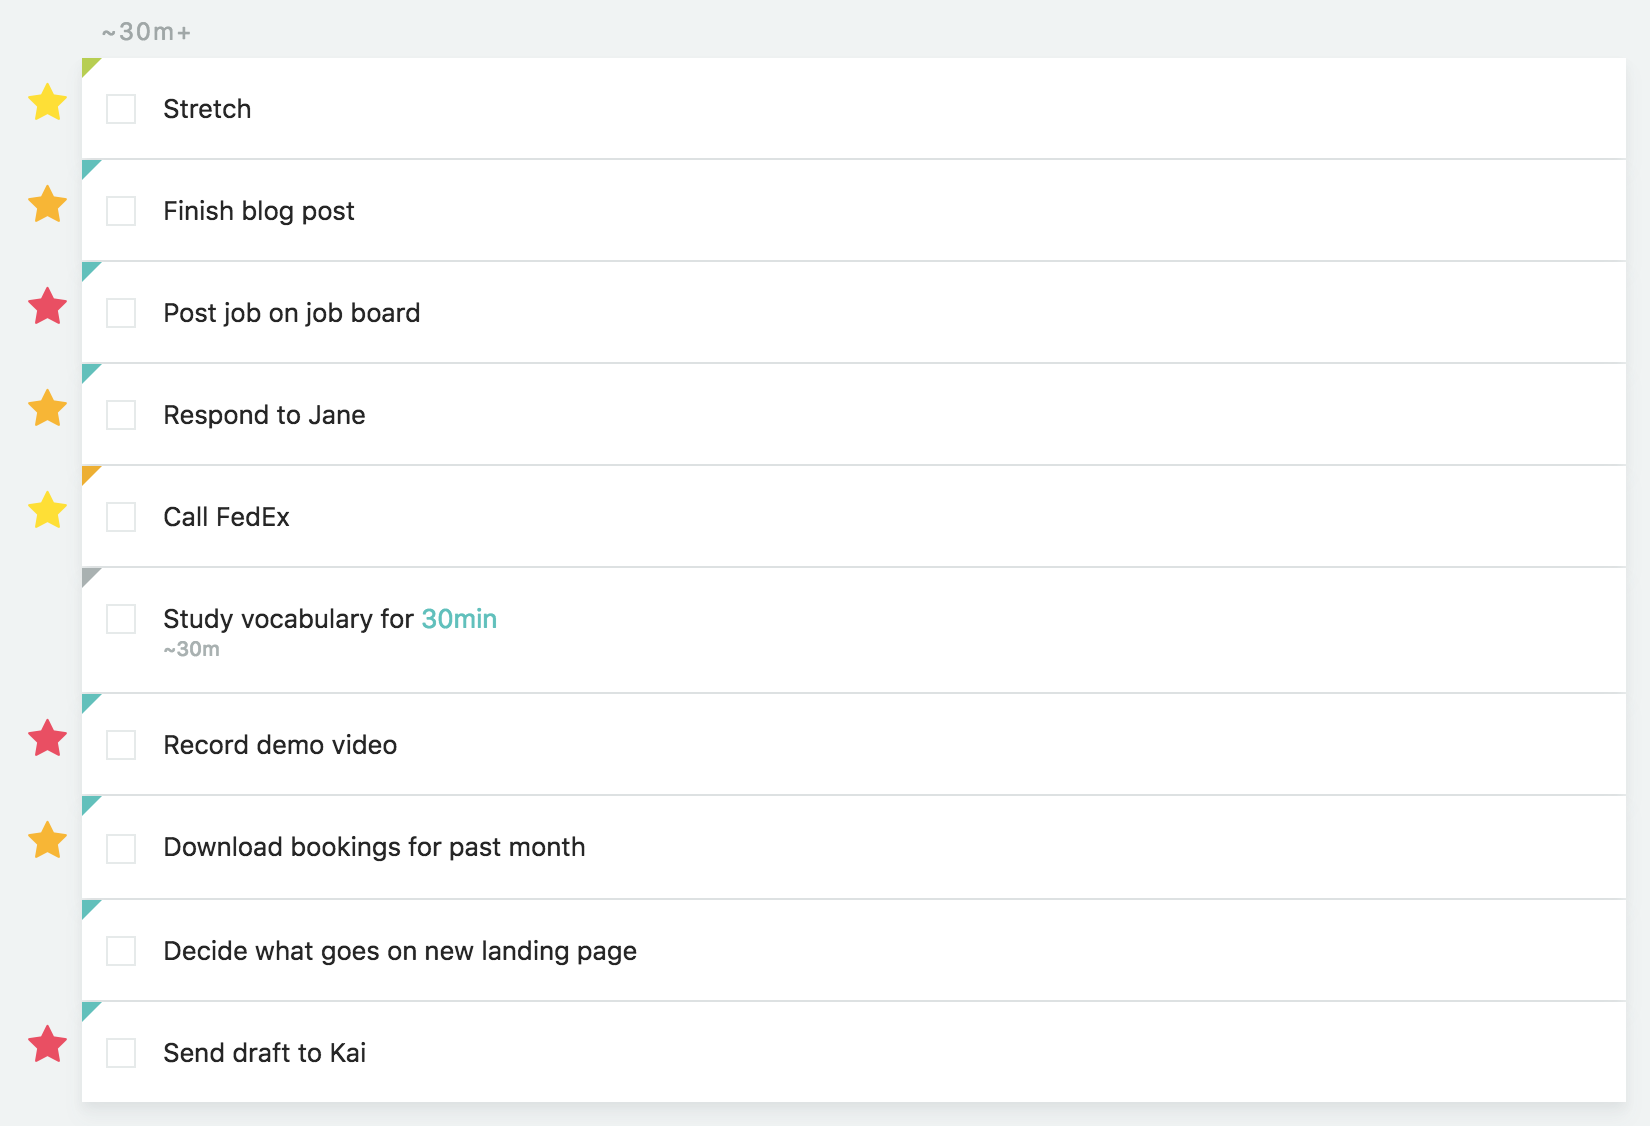 ~30m+
Stretch
Finish blog post
Post job on job board
Respond to Jane
Call FedEx
Study vocabulary for 30min
~30m
Record demo video
Download bookings for past month
Decide what goes on new landing page
Send draft to Kai